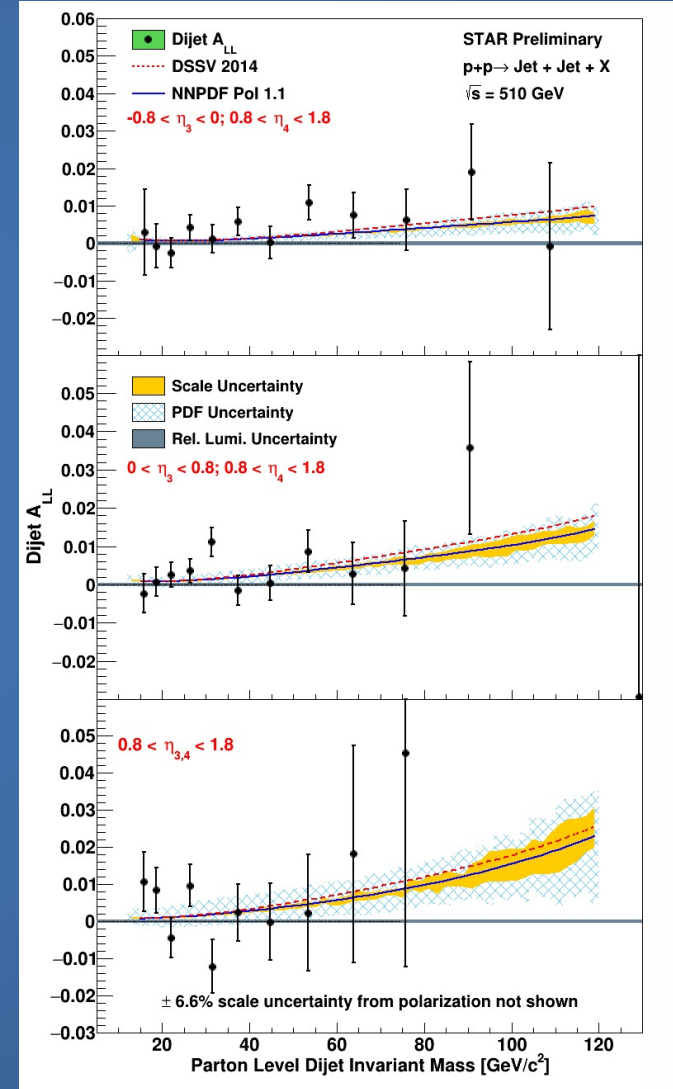 0.06
0.05
0.04
0.03
0.02
0.01
0
−0.01
−0.02
Dijet A_LL
DSSV 2014
NNPDF Pol 1.1
-0.8 < η₃ < 0; 0.8 < η₄ < 1.8
STAR Preliminary
p+p→ Jet + Jet + X
√s = 510 GeV
0.05
0.04
0.03
0.02
0.01
0
−0.01
−0.02
Scale Uncertainty
PDF Uncertainty
Rel. Lumi. Uncertainty
0 < η₃ < 0.8; 0.8 < η₄ < 1.8
Dijet A_LL
0.05
0.04
0.03
0.02
0.01
0
−0.01
−0.02
−0.03
0.8 < η₃,₄ < 1.8
± 6.6% scale uncertainty from polarization not shown
20 40 60 80 100 120
Parton Level Dijet Invariant Mass [GeV/c²]